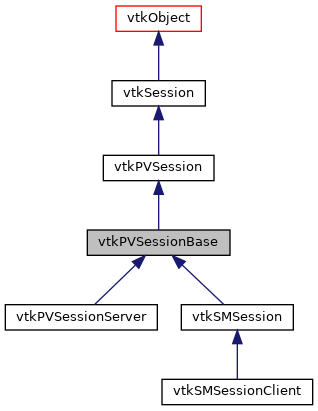 vtkObject
vtkSession
vtkPVSession
vtkPVSessionBase
vtkPVSessionServer
vtkSMSession
vtkSMSessionClient